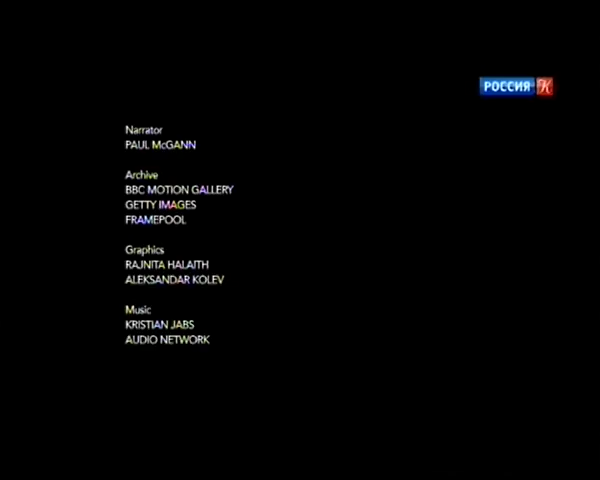 РОССИЯ К
Narrator
PAUL McGANN
Archive
BBC MOTION GALLERY
GETTY IMAGES
FRAMEPOOL
Graphics
RAJNITA HALAITH
ALEKSANDAR KOLEV
Music
KRISTIAN JABS
AUDIO NETWORK